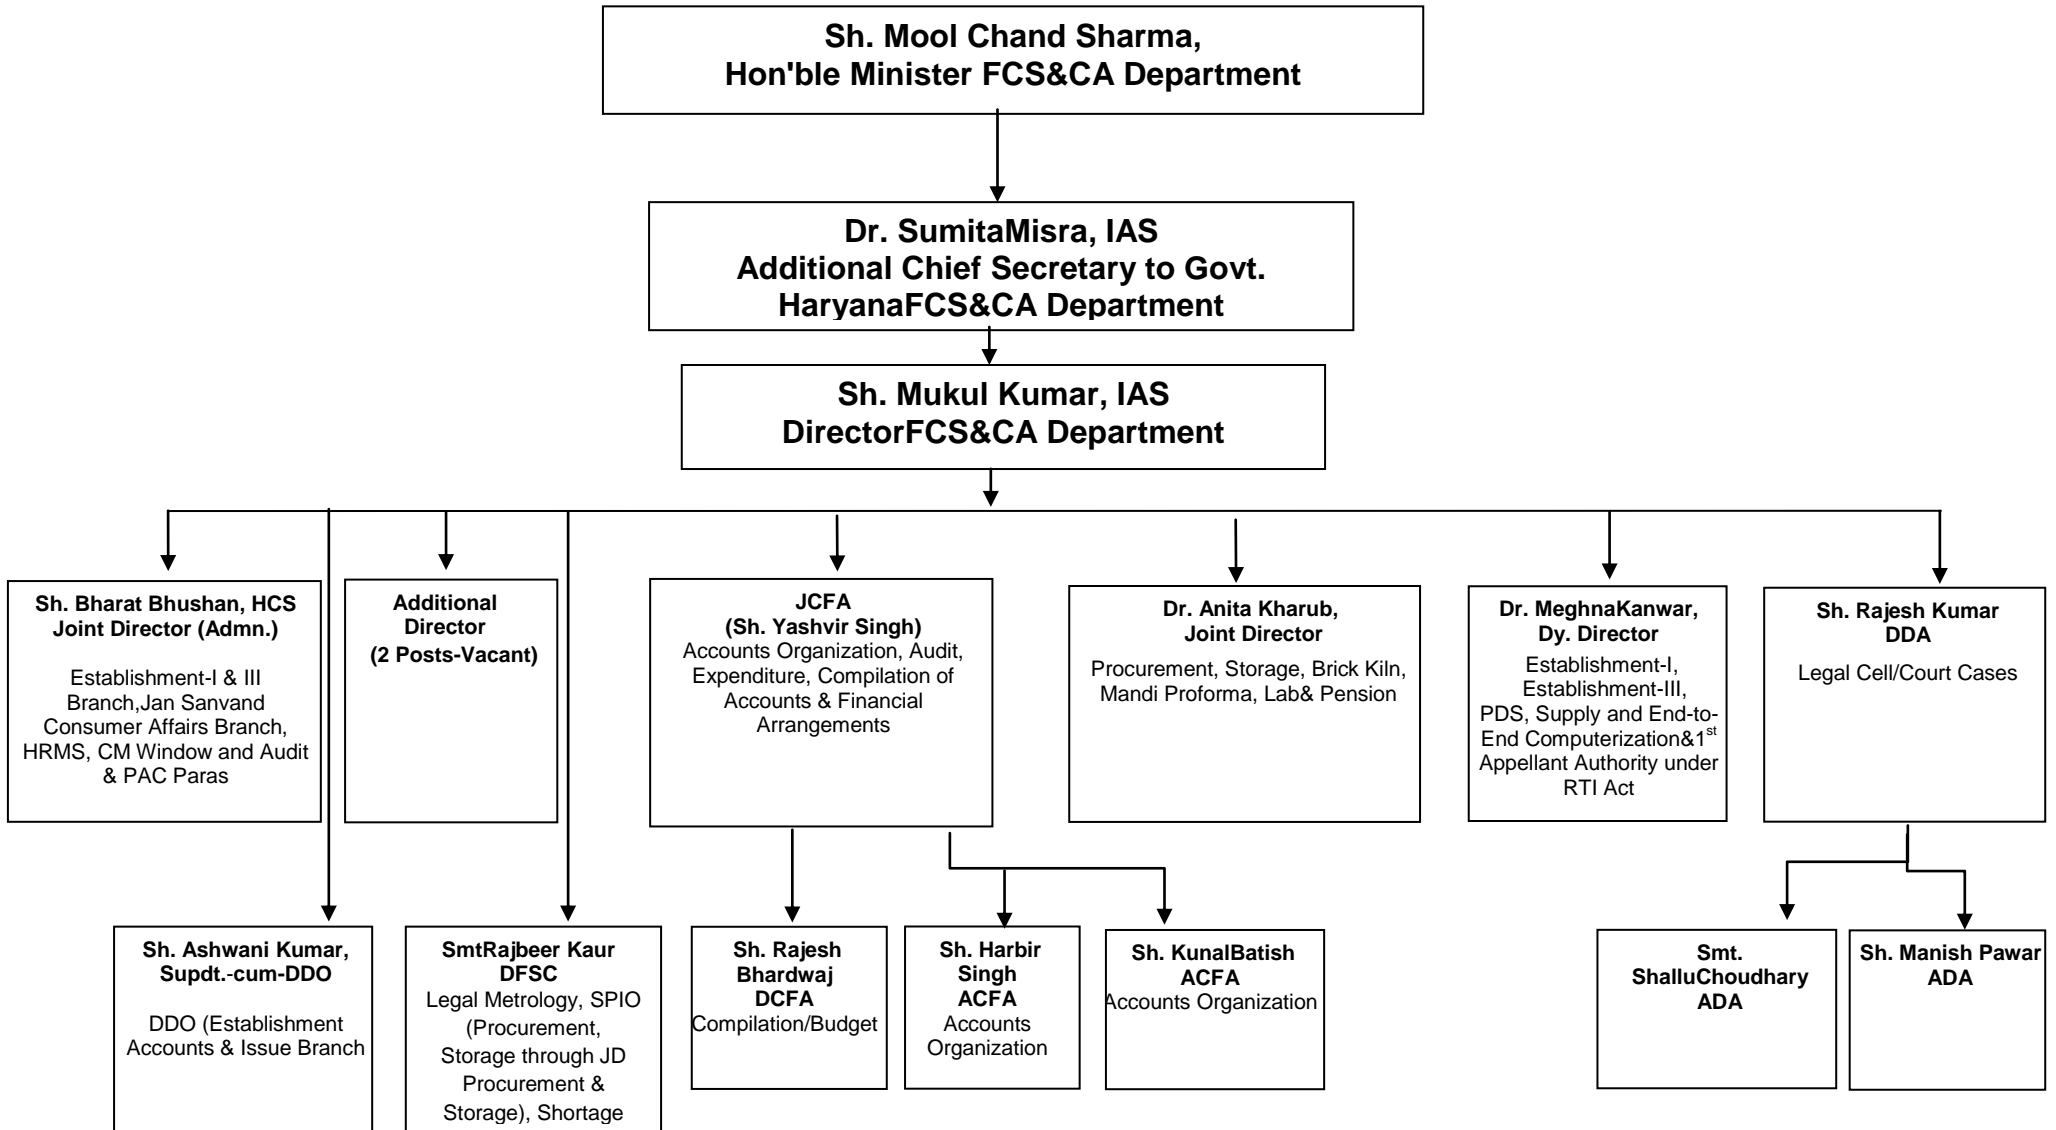 Sh. Mool Chand Sharma,
Hon'ble Minister FCS&CA Department
Dr. SumitaMisra, IAS
Additional Chief Secretary to Govt.
HaryanaFCS&CA Department
Sh. Mukul Kumar, IAS
DirectorFCS&CA Department
Sh. Bharat Bhushan, HCS
Joint Director (Admn.)
Establishment-I & III
Branch,Jan Sanvand
Consumer Affairs Branch,
HRMS, CM Window and Audit
& PAC Paras
Additional
Director
(2 Posts-Vacant)
JCFA
(Sh. Yashvir Singh)
Accounts Organization, Audit,
Expenditure, Compilation of
Accounts & Financial
Arrangements
Dr. Anita Kharub,
Joint Director
Procurement, Storage, Brick Kiln,
Mandi Proforma, Lab& Pension
Dr. MeghnaKanwar,
Dy. Director
Establishment-I,
Establishment-III,
PDS, Supply and End-to-
End Computerization&1st
Appellant Authority under
RTI Act
Sh. Rajesh Kumar
DDA
Legal Cell/Court Cases
Sh. Ashwani Kumar,
Supdt.-cum-DDO
DDO (Establishment
Accounts & Issue Branch
SmtRajbeer Kaur
DFSC
Legal Metrology, SPIO
(Procurement,
Storage through JD
Procurement &
Storage), Shortage
Sh. Rajesh
Bhardwaj
DCFA
Compilation/Budget
Sh. Harbir
Singh
ACFA
Accounts
Organization
Sh. KunalBatish
ACFA
Accounts Organization
Smt.
ShalluChoudhary
ADA
Sh. Manish Pawar
ADA